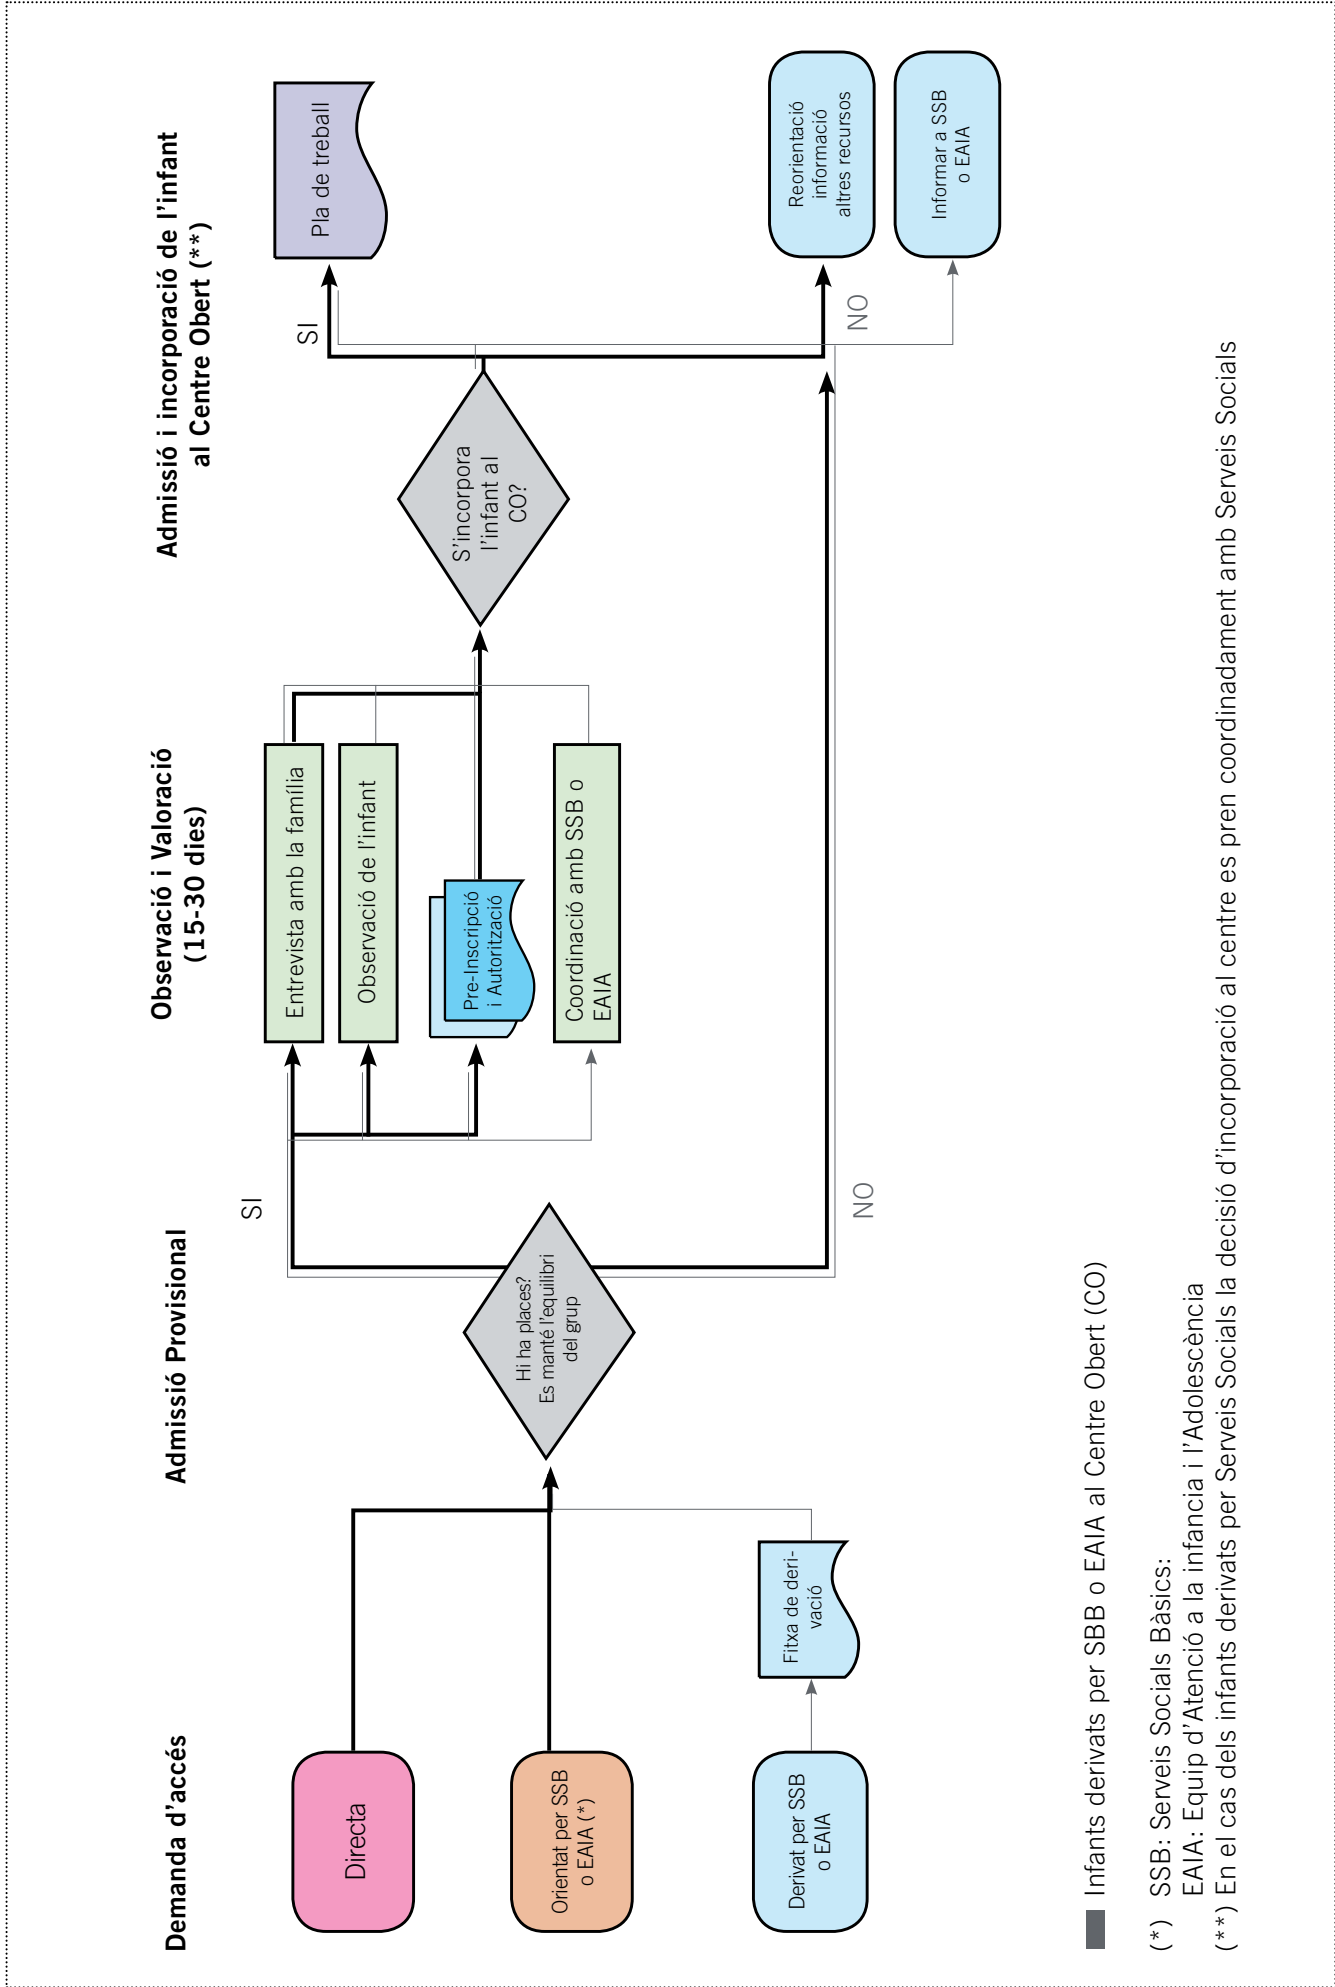 Demanda d'accés
Directa
Orientat per SSB
o EAIA (*)
Derivat per SSB
o EAIA
Fitxa de deri-
vació
Admissió Provisional
Hi ha places?
Es manté l'equilibri
del grup
SI
NO
Observació i Valoració
(15-30 dies)
Entrevista amb la família
Observació de l'infant
Pre-Inscripció
i Autorització
Coordinació amb SSB o
EAIA
Admissió i incorporació de l'infant
al Centre Obert (**)
S'incorpora
l'infant al
CO?
SI
NO
Pla de treball
Reorientació
informació
altres recursos
Informar a SSB
o EAIA
Infants derivats per SBB o EAIA al Centre Obert (CO)
(*) SSB: Serveis Socials Bàsics:
EAIA: Equip d'Atenció a la infancia i l'Adolescència
(**) En el cas dels infants derivats per Serveis Socials la decisió d'incorporació al centre es pren coordinadament amb Serveis Socials